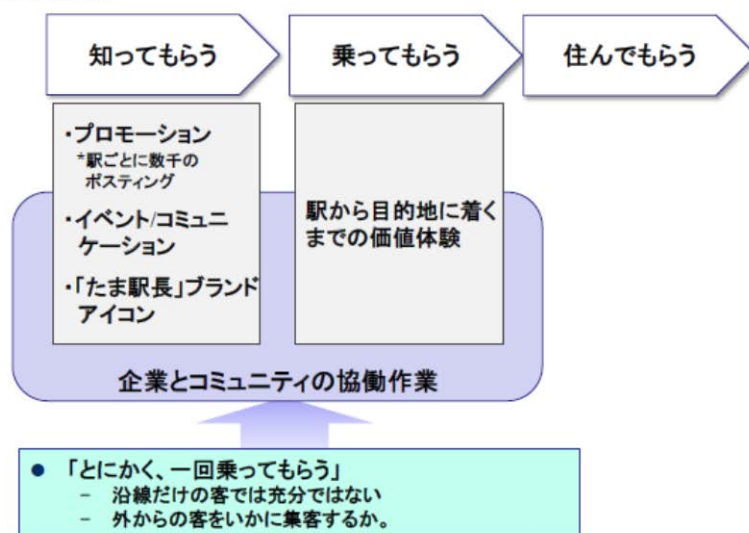 知ってもらう
乗ってもらう
住んでもらう
・プロモーション
*駅ごとに数千の
ポスティング
・イベント/コミュニ
ケーション
・「たま駅長」ブランド
アイコン
駅から目的地に着く
までの価値体験
企業とコミュニティの協働作業
● 「とにかく、一回乗ってもらう」
－ 沿線だけの客では充分ではない
－ 外からの客をいかに集客するか。